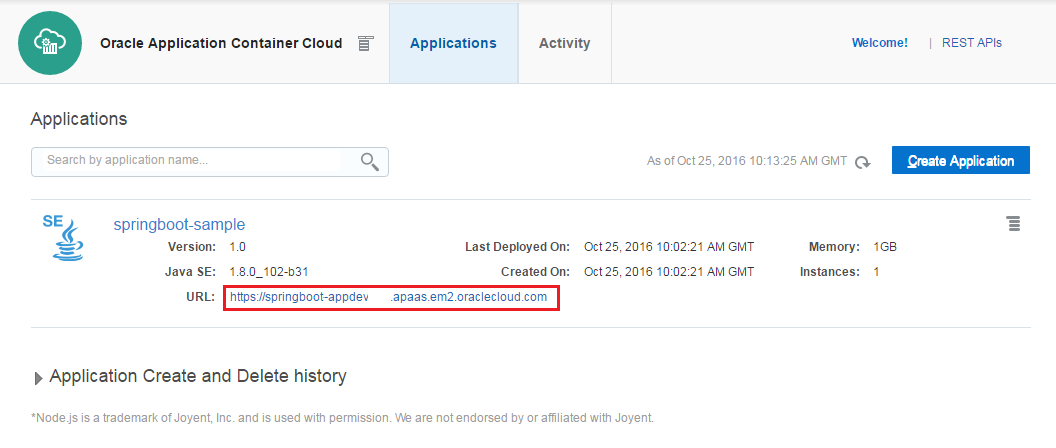 Oracle Application Container Cloud Applications Activity Welcome! | REST APIs
Applications
Search by application name... As of Oct 25, 2016 10:13:25 AM GMT Create Application
SE springboot-sample
Version: 1.0 Last Deployed On: Oct 25, 2016 10:02:21 AM GMT Memory: 1GB
Java SE: 1.8.0_102-b31 Created On: Oct 25, 2016 10:02:21 AM GMT Instances: 1
URL: https://springboot-appdev .apaas.em2.oraclecloud.com
Application Create and Delete history
*Node.js is a trademark of Joyent, Inc. and is used with permission. We are not endorsed by or affiliated with Joyent.